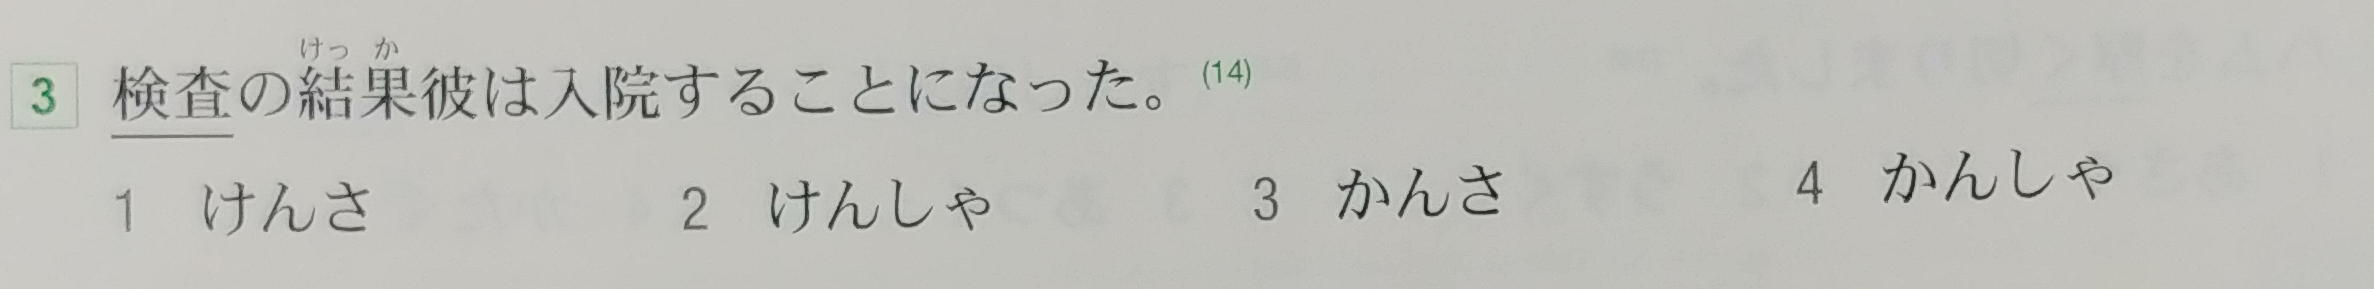 けっか
3 検査の結果彼は入院することになった。(14)
1 けんさ 2 けんしゃ 3 かんさ 4 かんしゃ